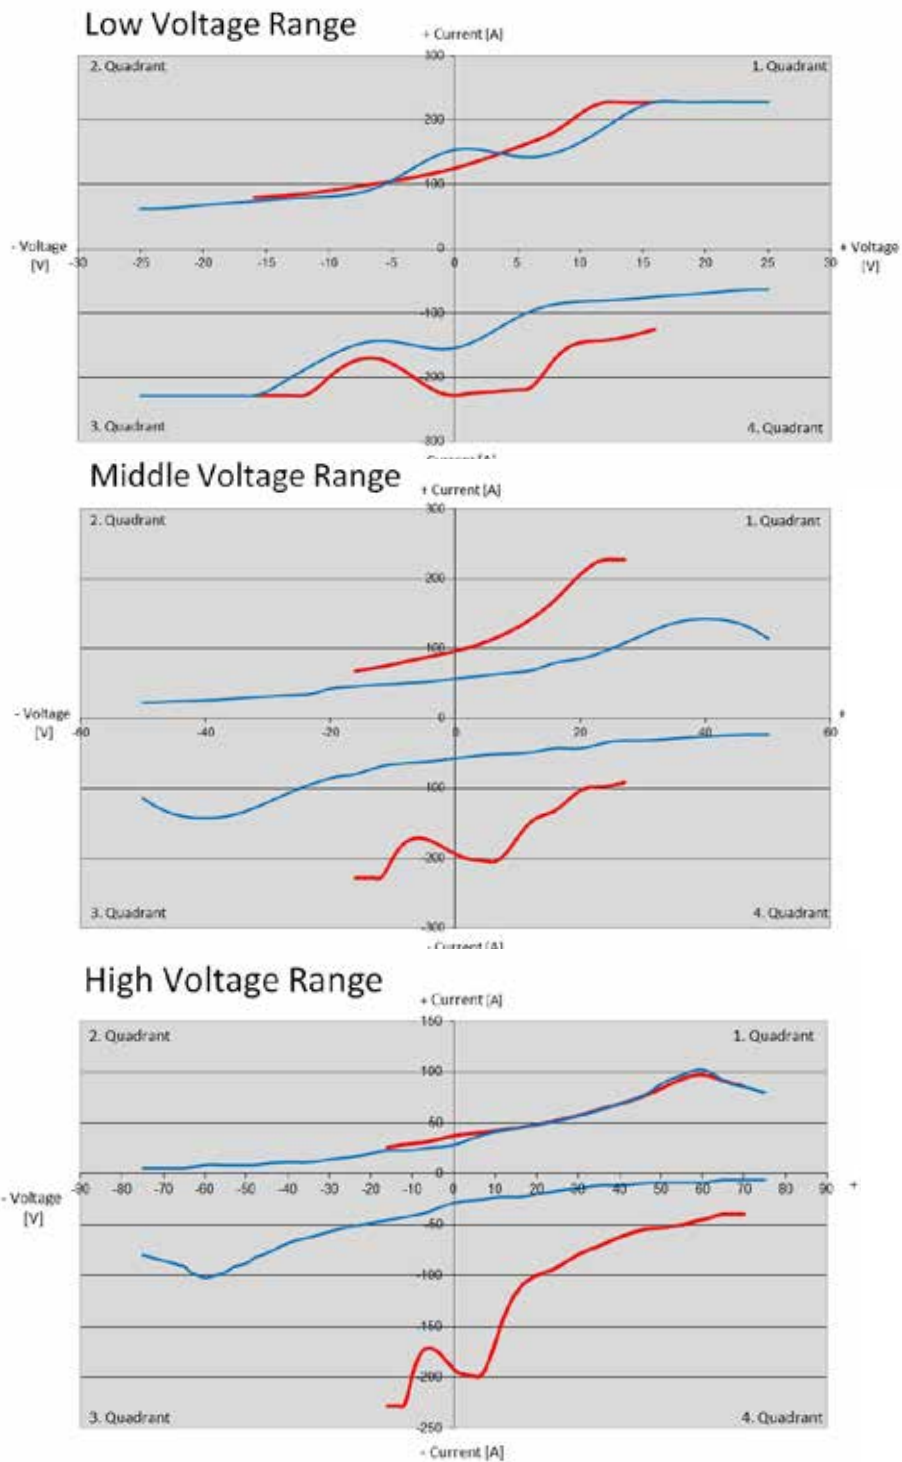 Low Voltage Range
+ Current [A]
300
2. Quadrant
1. Quadrant
200
100
- Voltage
[V]
0
+ Voltage
[V]
-30 -25 -20 -15 -10 -5 0 5 10 15 20 25 30
-100
-200
3. Quadrant
4. Quadrant
-300
- Current [A]
Middle Voltage Range
+ Current [A]
300
2. Quadrant
1. Quadrant
200
100
- Voltage
[V]
0
+
-60 -40 -20 0 20 40 60
-100
-200
3. Quadrant
4. Quadrant
-300
- Current [A]
High Voltage Range
+ Current [A]
150
2. Quadrant
1. Quadrant
100
50
0
-90 -80 -70 -60 -50 -40 -30 -20 -10 0 10 20 30 40 50 60 70 80 90
- Voltage
[V]
+
-50
-100
-150
-200
3. Quadrant
4. Quadrant
-250
- Current [A]